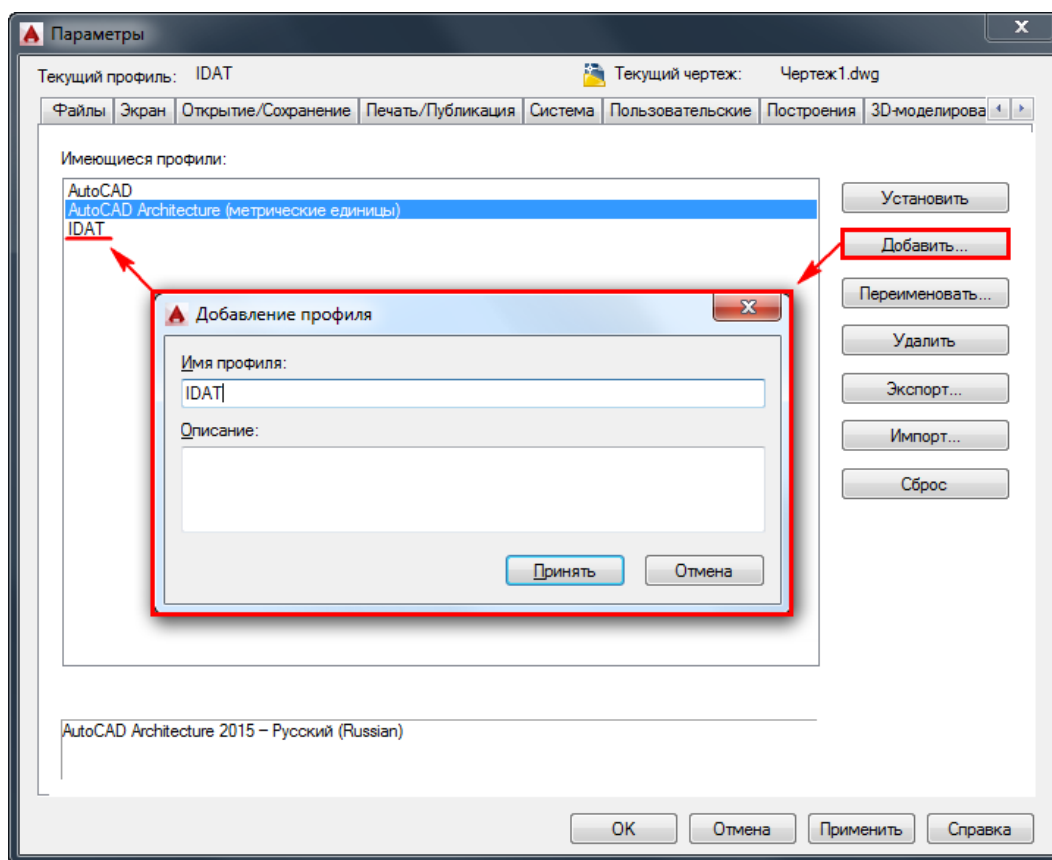 Параметры
X
Текущий профиль: IDAT Текущий чертеж: Чертеж1.dwg
Файлы Экран Открытие/Сохранение Печать/Публикация Система Пользовательские Построения 3D-моделирова
Имеющиеся профили:
AutoCAD
AutoCAD Architecture (метрические единицы)
IDAT
Установить
Добавить...
Переименовать...
Удалить
Экспорт...
Импорт...
Сброс
Добавление профиля
X
Имя профиля:
IDAT
Описание:
Принять Отмена
AutoCAD Architecture 2015 – Русский (Russian)
OK Отмена Применить Справка